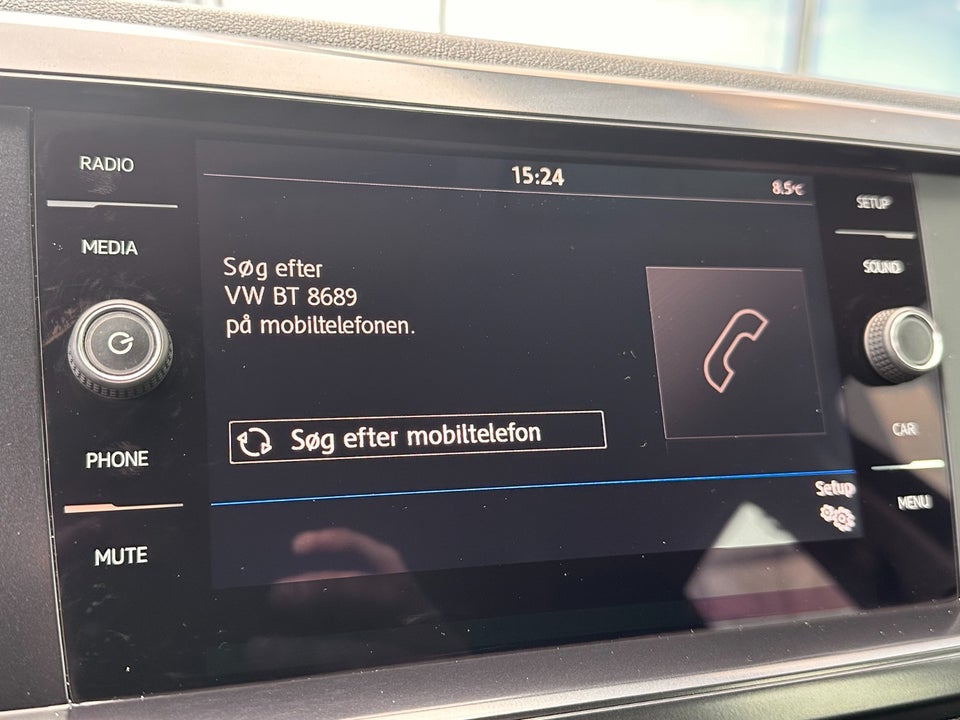 RADIO
MEDIA
PHONE
MUTE
15:24
8.5°C
Søg efter
VW BT 8689
på mobiltelefonen.
Søg efter mobiltelefon
Setup
SETUP
SOUND
CAR
MENU